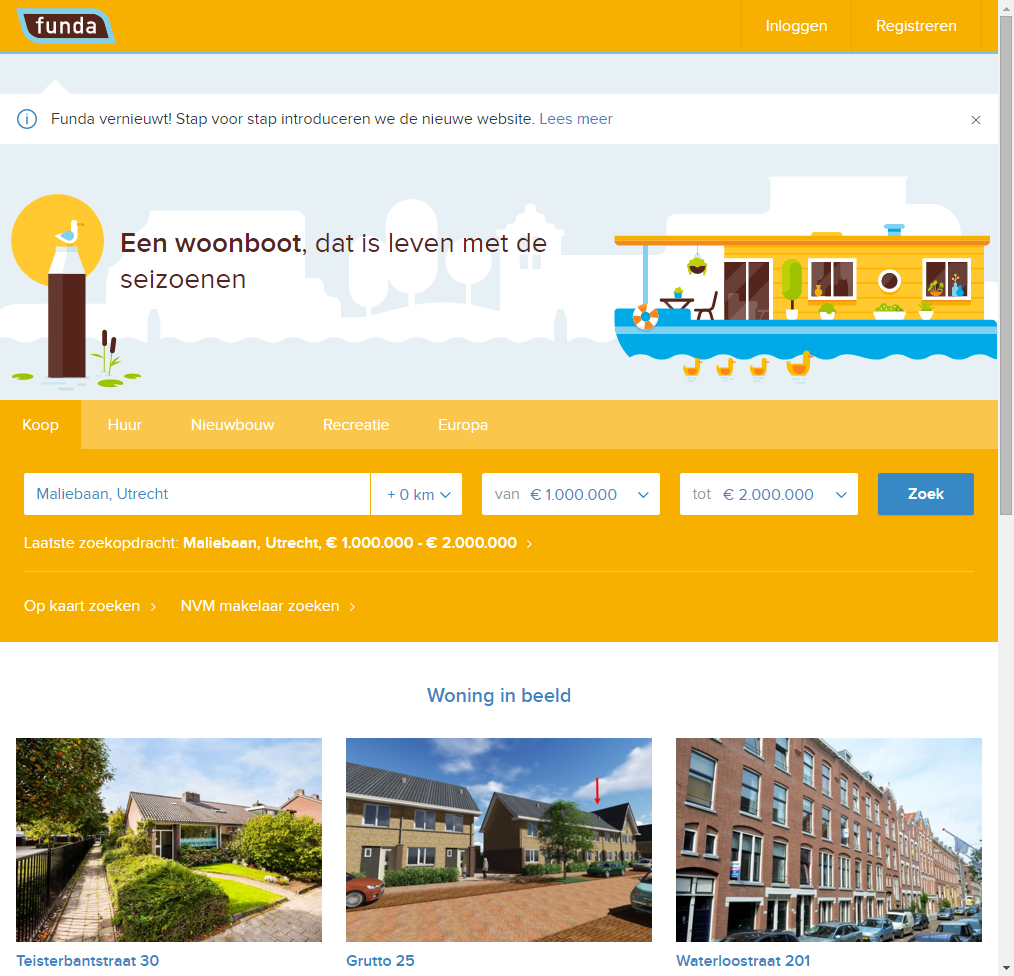 funda
Inloggen
Registreren
Funda vernieuwt! Stap voor stap introduceren we de nieuwe website. Lees meer
Een woonboot, dat is leven met de
seizoenen
Koop
Huur
Nieuwbouw
Recreatie
Europa
Maliebaan, Utrecht
+ 0 km
van € 1.000.000
tot € 2.000.000
Zoek
Laatste zoekopdracht: Maliebaan, Utrecht, € 1.000.000 - € 2.000.000
Op kaart zoeken
NVM makelaar zoeken
Woning in beeld
Teisterbantstraat 30
Grutto 25
Waterloostraat 201